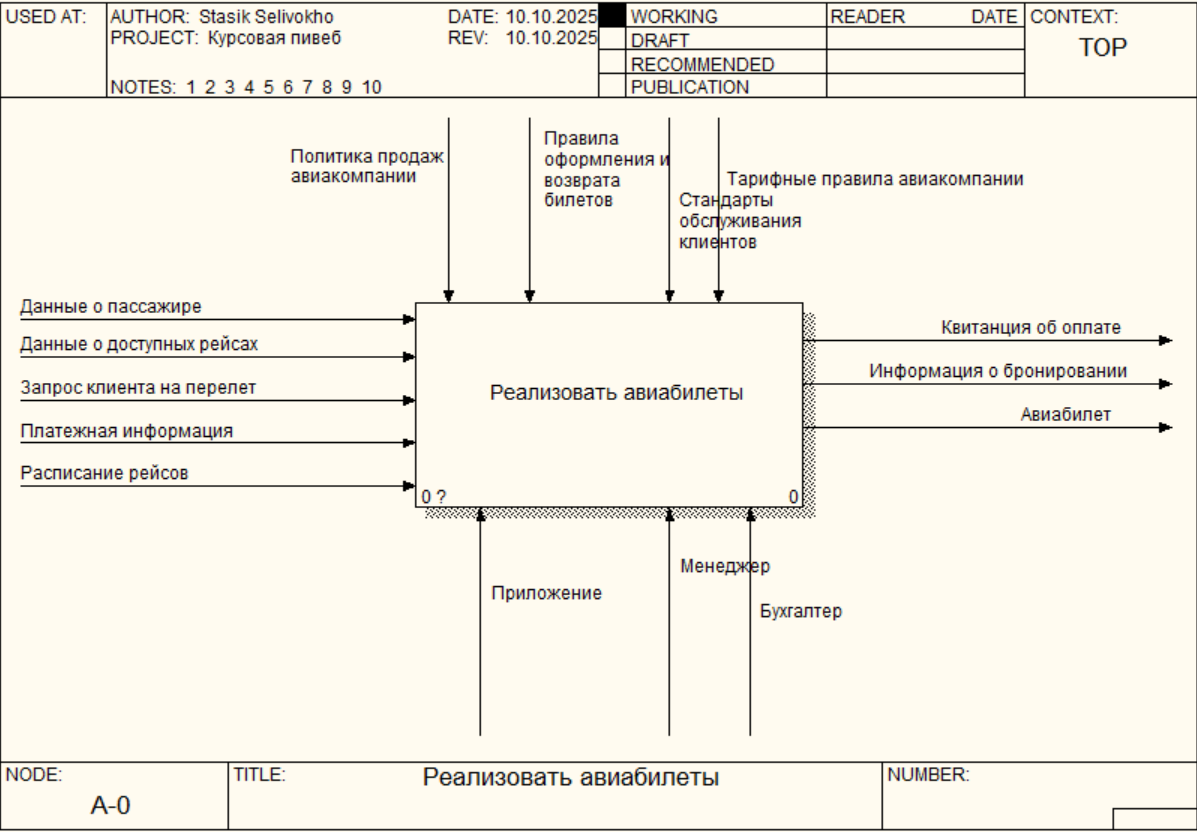 USED AT:
AUTHOR: Stasik Selivokho
DATE: 10.10.2025
PROJECT: Курсовая пивеб
REV: 10.10.2025
NOTES: 1 2 3 4 5 6 7 8 9 10
WORKING
DRAFT
RECOMMENDED
PUBLICATION
READER
DATE
CONTEXT:
TOP
Политика продаж
авиакомпании
Правила
оформления и
возврата
билетов
Стандарты
обслуживания
клиентов
Тарифные правила авиакомпании
Данные о пассажире
Данные о доступных рейсах
Запрос клиента на перелет
Платежная информация
Расписание рейсов
Реализовать авиабилеты
0 ?
0
Квитанция об оплате
Информация о бронировании
Авиабилет
Приложение
Менеджер
Бухгалтер
NODE:
A-0
TITLE:
Реализовать авиабилеты
NUMBER: